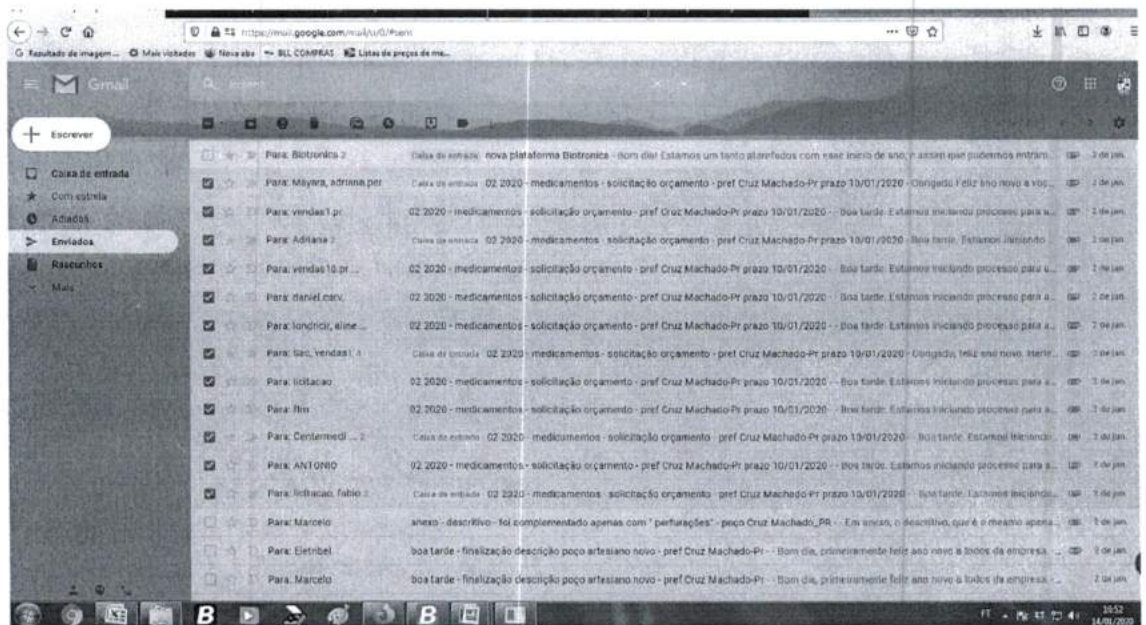 https://mail.google.com/mail/u/0/#sent
Resultado de imagem... Mais visitados Nova aba BLL COMPRAS Listas de preços de me...
Gmail
Escrever
Caixa de entrada
Com estrela
Adiados
Enviados
Rascunhos
Mais
Para: Biotronica 2 Caixa de entrada nova plataforma Biotronica - Bom dia! Estamos um tanto atarefados com esse inicio de ano, 2 de jan.
Para: Mayara, adriana.per Caixa de entrada 02 2020 - medicamentos - solicitação orçamento - pref Cruz Machado-Pr prazo 10/01/2020 - Obrigado Feliz ano novo a 2 de jan.
Para: vendas1.pr 02 2020 - medicamentos - solicitação orçamento - pref Cruz Machado-Pr prazo 10/01/2020 - - Boa tarde. Estamos iniciando processo para a... 2 de jan.
Para: Adriana 2 Caixa de entrada 02 2020 - medicamentos - solicitação orçamento - pref Cruz Machado-Pr prazo 10/01/2020 - Boa tarde. Estamos iniciando 2 de jan.
Para: vendas10.pr ... 02 2020 - medicamentos - solicitação orçamento - pref Cruz Machado-Pr prazo 10/01/2020 - - Boa tarde. Estamos iniciando processo para a... 2 de jan.
Para: daniel.carv, 02 2020 - medicamentos - solicitação orçamento - pref Cruz Machado-Pr prazo 10/01/2020 - - Boa tarde. Estamos iniciando processo para a... 2 de jan.
Para: londricir, aline ... 02 2020 - medicamentos - solicitação orçamento - pref Cruz Machado-Pr prazo 10/01/2020 - - Boa tarde. Estamos iniciando processo para a... 2 de jan.
Para: Sac, vendas1 4 Caixa de entrada 02 2020 - medicamentos - solicitação orçamento - pref Cruz Machado-Pr prazo 10/01/2020 - Obrigado, feliz ano novo. 2 de jan.
Para: licitacao 02 2020 - medicamentos - solicitação orçamento - pref Cruz Machado-Pr prazo 10/01/2020 - - Boa tarde. Estamos iniciando processo para a... 2 de jan.
Para: flm 02 2020 - medicamentos - solicitação orçamento - pref Cruz Machado-Pr prazo 10/01/2020 - - Boa tarde. Estamos iniciando processo para a... 2 de jan.
Para: Centermedi ... 2 Caixa de entrada 02 2020 - medicamentos - solicitação orçamento - pref Cruz Machado-Pr prazo 10/01/2020 - Boa tarde. Estamos iniciando 2 de jan.
Para: ANTONIO 02 2020 - medicamentos - solicitação orçamento - pref Cruz Machado-Pr prazo 10/01/2020 - - Boa tarde. Estamos iniciando processo para a... 2 de jan.
Para: licitacao, fabio 2 Caixa de entrada 02 2020 - medicamentos - solicitação orçamento - pref Cruz Machado-Pr prazo 10/01/2020 - Boa tarde. Estamos iniciando 2 de jan.
Para: Marcelo anexo - descritivo - foi complementado apenas com " perfurações" - poço Cruz Machado_PR - - Em anexo, o descritivo, que é o mesmo apena... 2 de jan.
Para: Eletribel boa tarde - finalização descrição poço artesiano novo - pref Cruz Machado-Pr - - Bom dia, primeiramente feliz ano novo a todos da empresa. ... 2 de jan.
Para: Marcelo boa tarde - finalização descrição poço artesiano novo - pref Cruz Machado-Pr - - Bom dia, primeiramente feliz ano novo a todos da empresa. ... 2 de jan.
PT 16:52
14/01/2020